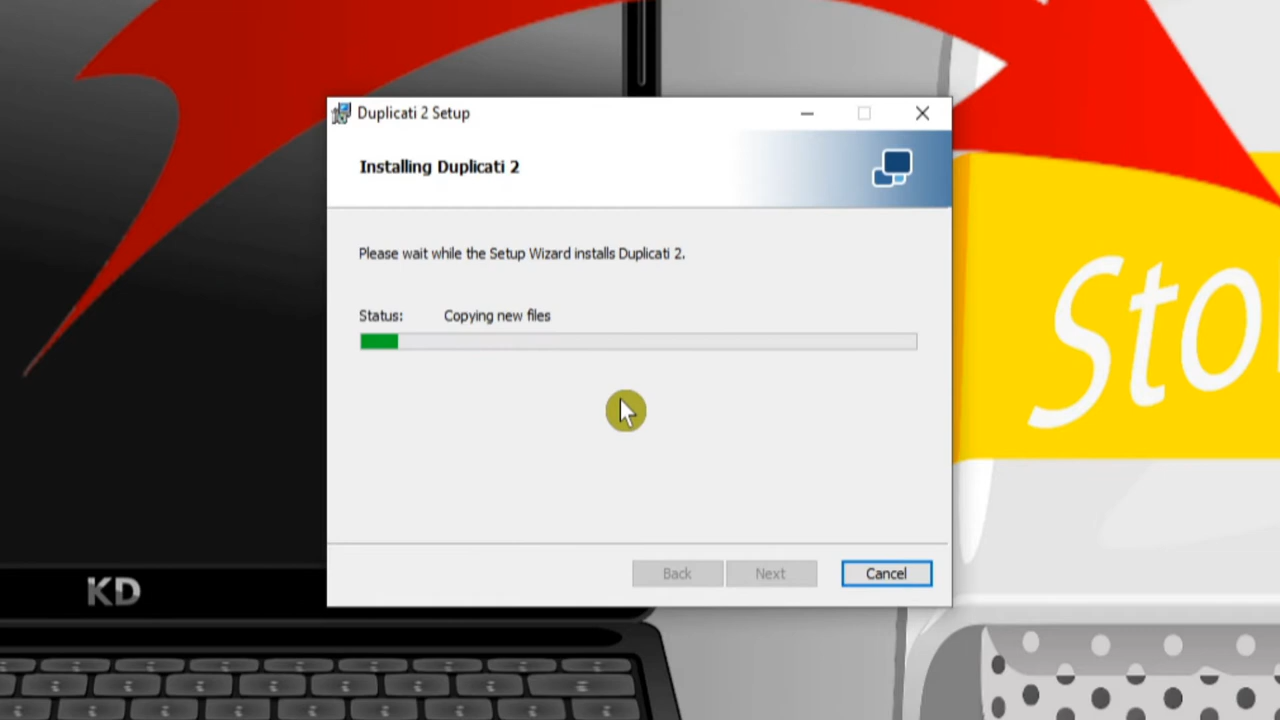 Duplicati 2 Setup
Installing Duplicati 2
Please wait while the Setup Wizard installs Duplicati 2.
Status: Copying new files
Back Next Cancel
Sto
KD